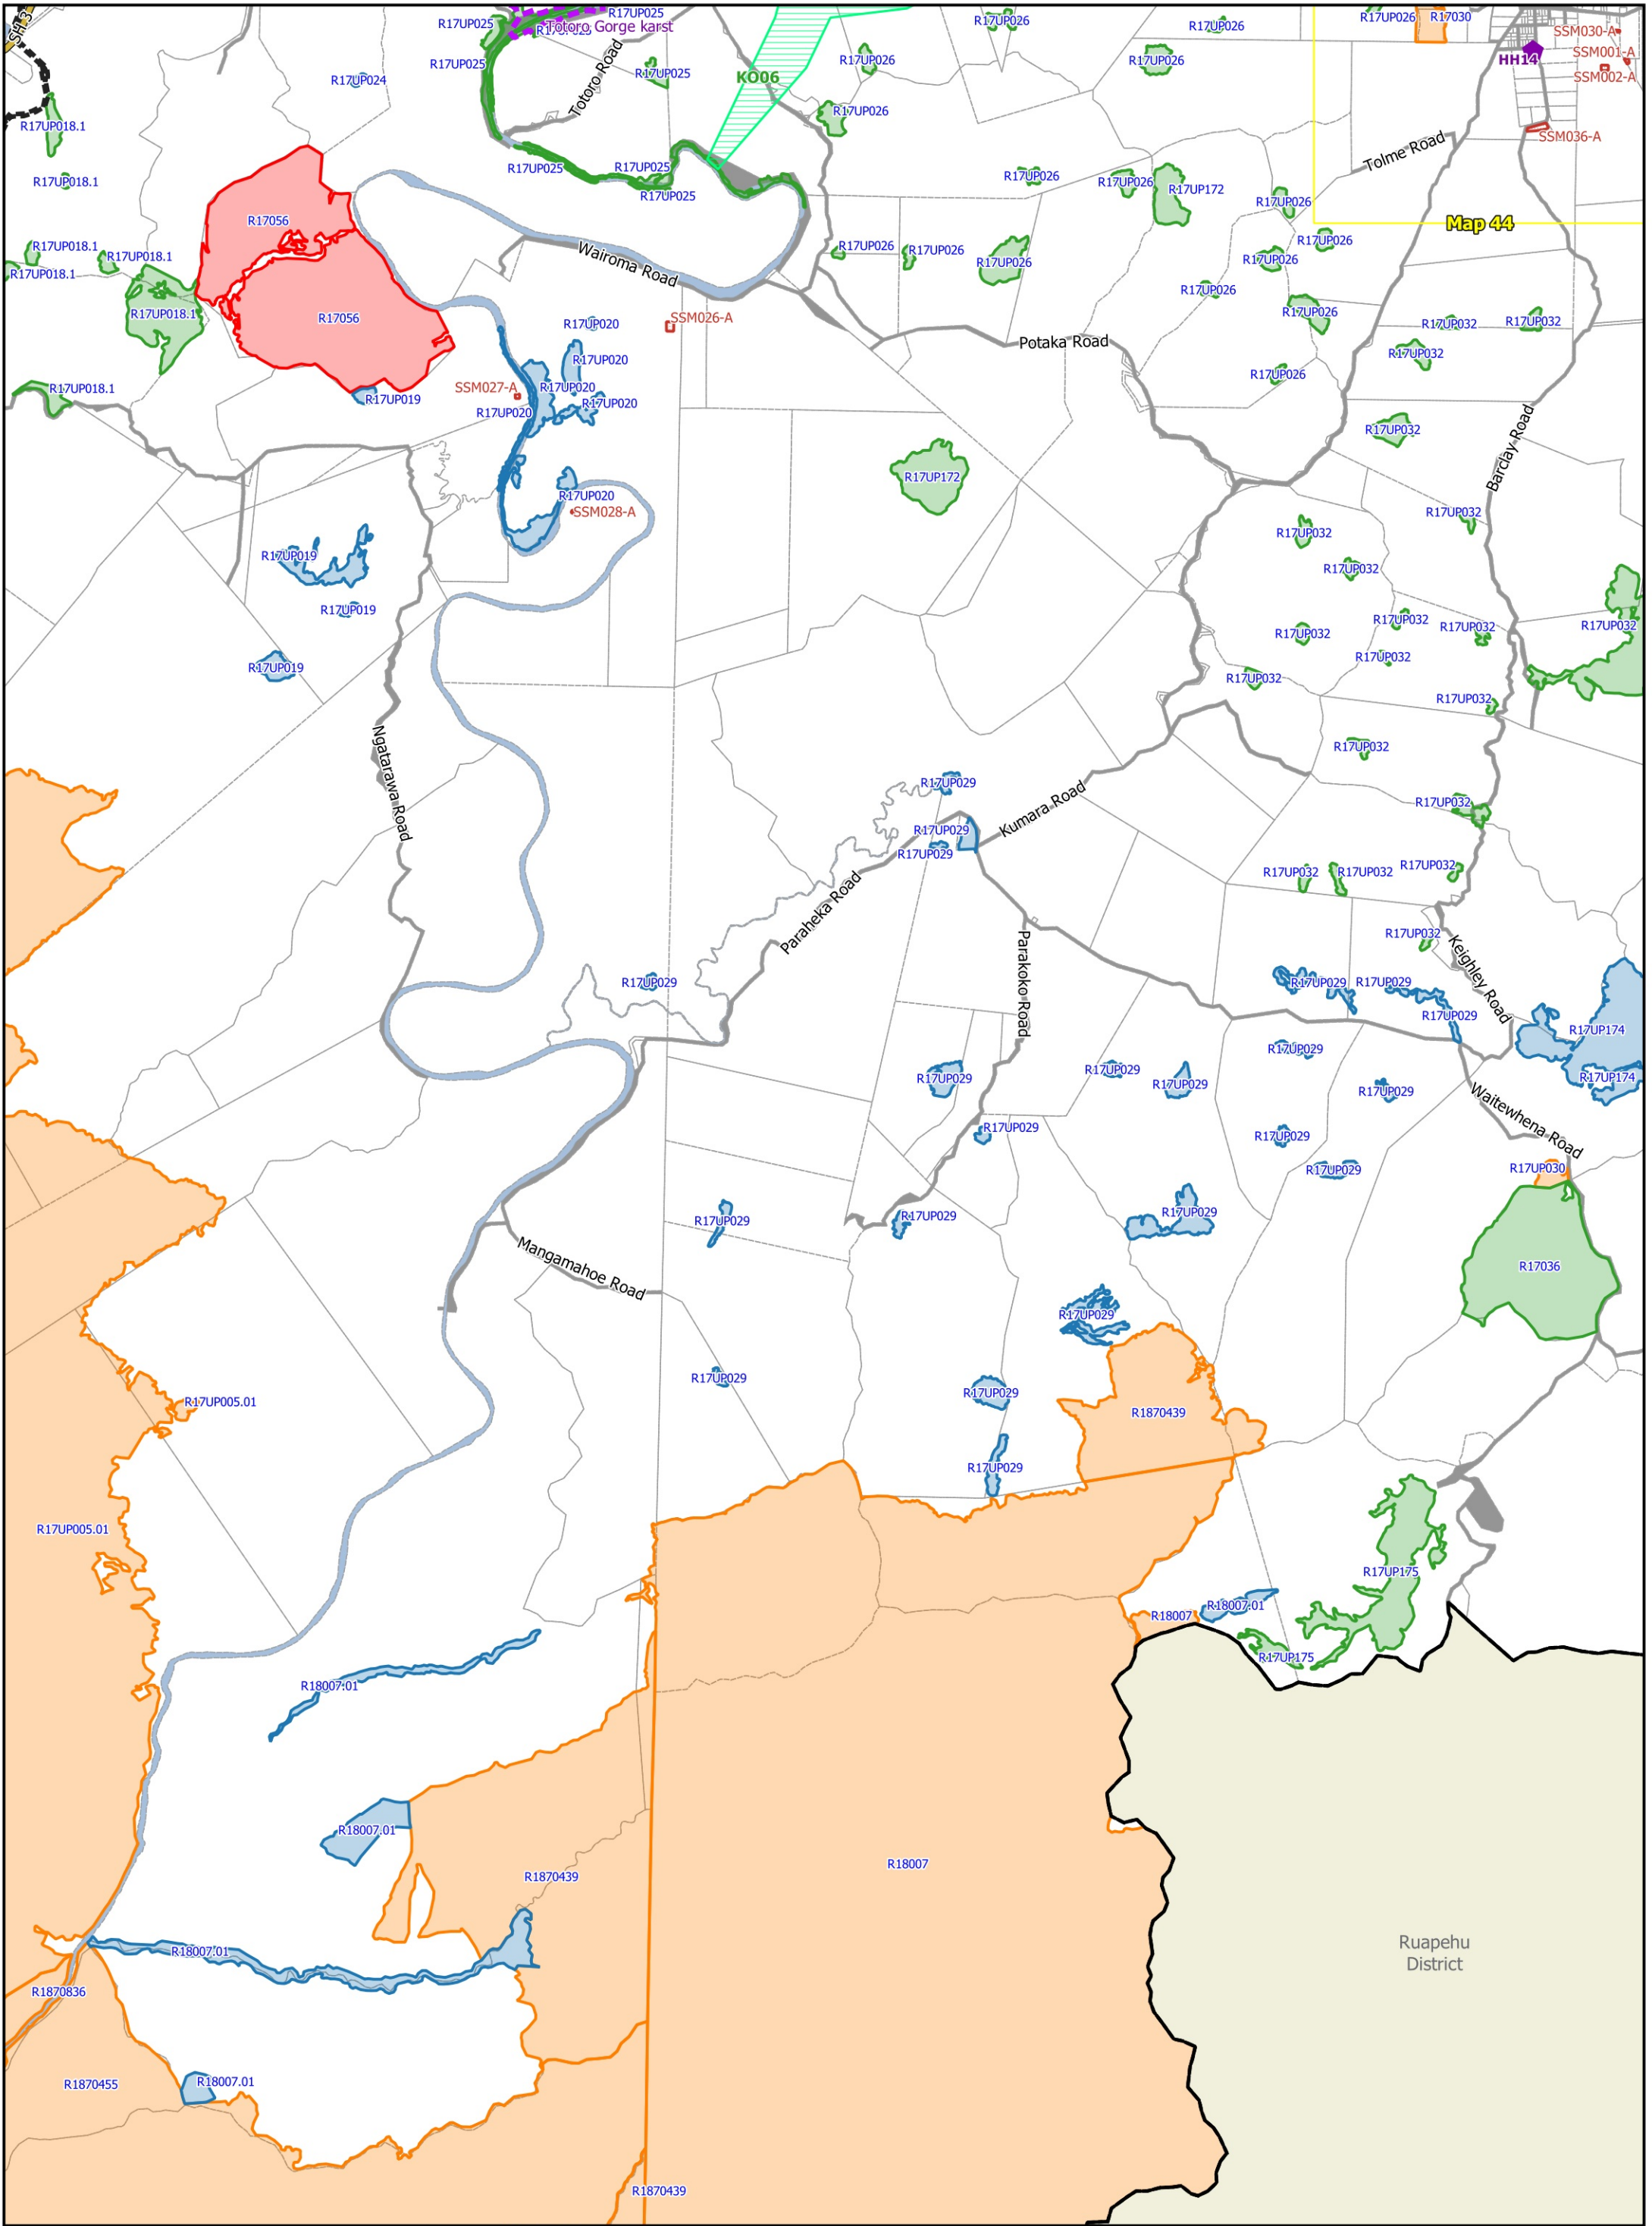 SH 3
R17UP025
R17UP025
Totoro Gorge karst
R17UP026
R17UP026
R17UP026
R17030
SSM030-A
SSM001-A
HH14
SSM002-A
R17UP025
R17UP024
Totoro Road
R17UP025
KO06
R17UP026
R17UP026
R17UP026
R17UP018.1
SSM036-A
Tolme Road
R17UP025
R17UP025
R17UP025
R17UP018.1
R17UP026
R17UP026
R17UP172
R17UP026
R17056
Map 44
R17UP018.1
R17UP018.1
R17UP018.1
Wairoma Road
R17UP026
R17UP026
R17UP026
R17UP026
R17UP026
R17UP026
R17UP018.1
R17056
R17UP026
R17UP020
SSM026-A
R17UP032
R17UP032
Potaka Road
R17UP032
R17UP020
R17UP026
R17UP018.1
R17UP019
SSM027-A
R17UP020
R17UP020
R17UP020
R17UP032
Barclay Road
R17UP172
R17UP020
SSM028-A
R17UP032
R17UP032
R17UP019
R17UP032
R17UP019
R17UP032
R17UP032
R17UP032
R17UP032
R17UP032
R17UP019
R17UP032
R17UP032
Ngatarawa Road
R17UP032
R17UP029
Kumara Road
R17UP032
R17UP029
R17UP029
Paraheka Road
R17UP032
R17UP032
R17UP032
R17UP032
Parakoko Road
Keighley Road
R17UP029
R17UP029
R17UP029
R17UP029
R17UP174
R17UP029
R17UP029
R17UP029
R17UP029
R17UP174
R17UP029
Waitewhena Road
R17UP029
R17UP029
R17UP029
R17UP030
R17UP029
R17UP029
R17UP029
Mangamahoe Road
R17036
R17UP029
R17UP029
R17UP029
R17UP005.01
R1870439
R17UP029
R17UP005.01
R17UP175
R18007.01
R18007
R17UP175
R18007.01
R18007.01
R18007
R1870439
R18007.01
Ruapehu
District
R1870836
R18007.01
R1870455
R1870439